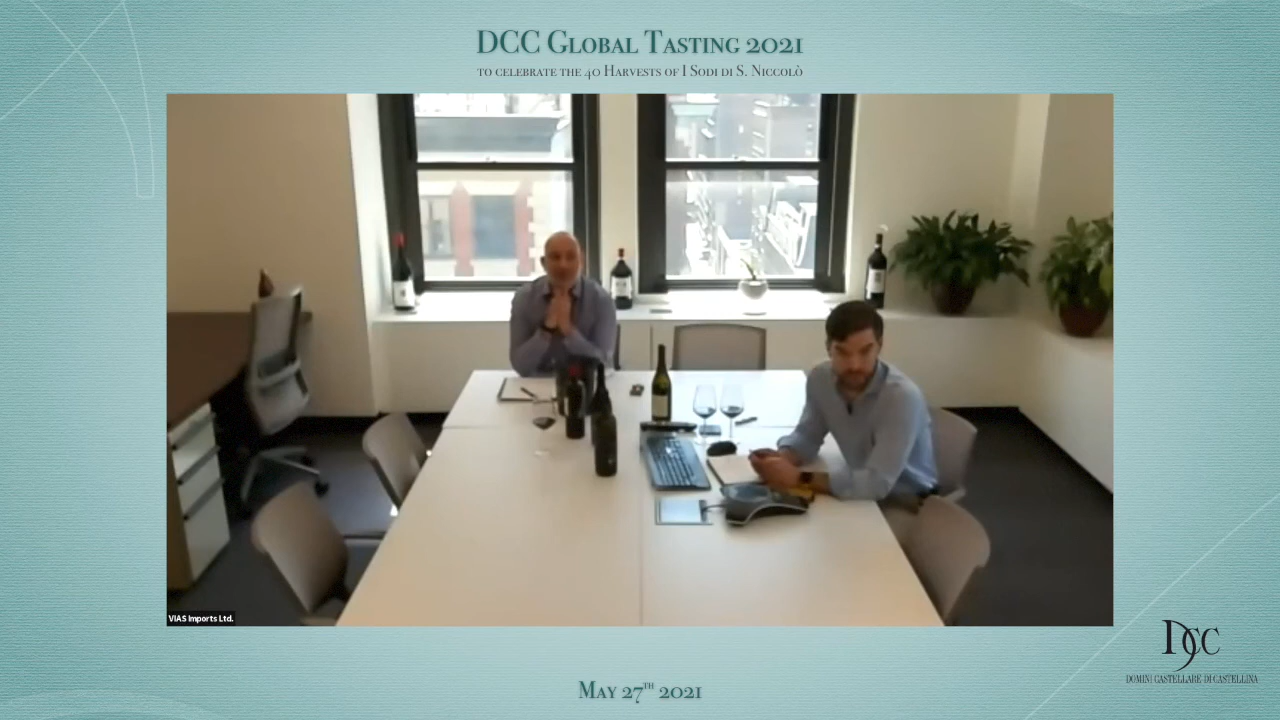 DCC Global Tasting 2021
to celebrate the 40 Harvests of I Sodi di S. Niccolò
VIAS Imports Ltd.
DCC
DOMINI CASTELLARE DI CASTELLINA
May 27th 2021